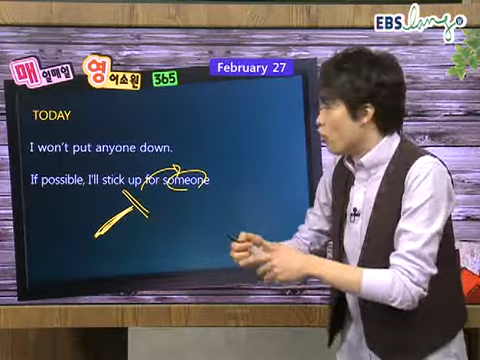 EBSlang
매일매일 영어소원 365
February 27
TODAY
I won't put anyone down.
If possible, I'll stick up for someone